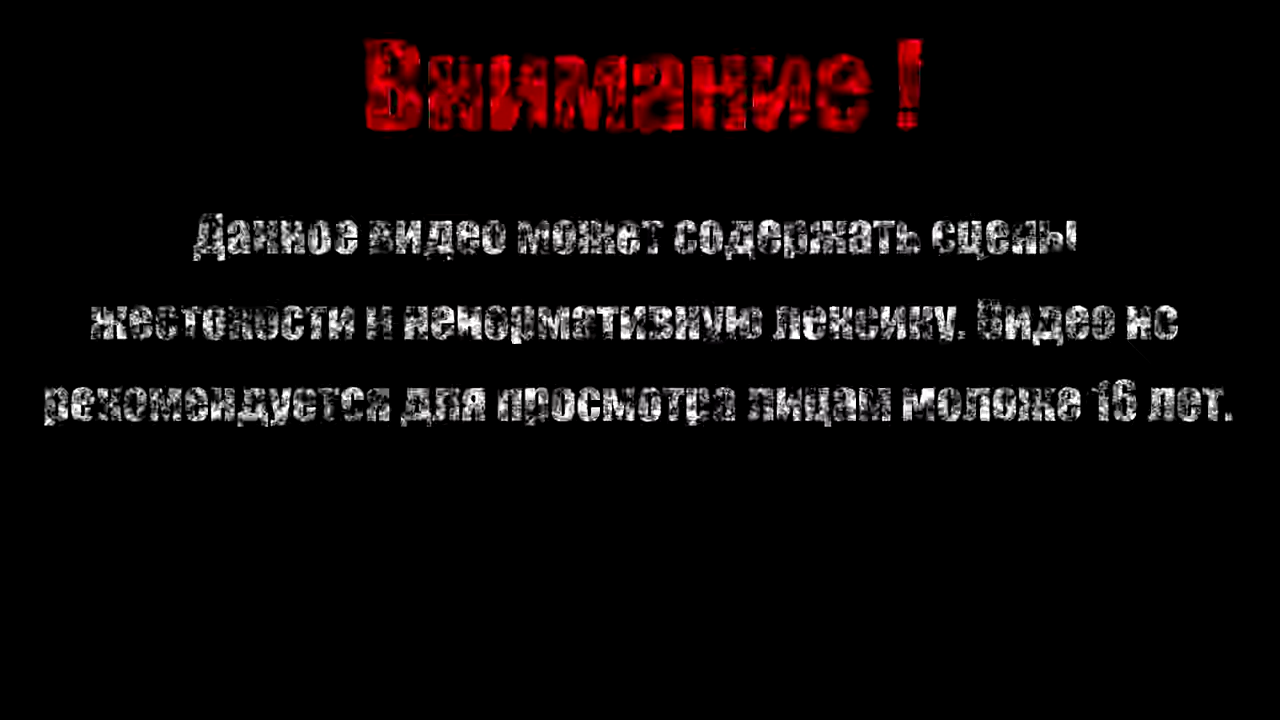 Внимание !
Данное видео может содержать сцены
жестокости и ненормативную лексику. Видео не
рекомендуется для просмотра лицам моложе 16 лет.